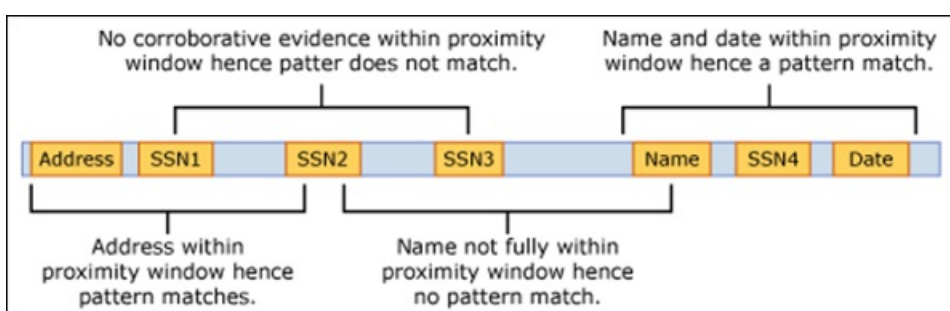 No corroborative evidence within proximity
window hence patter does not match.
Name and date within proximity
window hence a pattern match.
Address SSN1 SSN2 SSN3 Name SSN4 Date
Address within
proximity window hence
pattern matches.
Name not fully within
proximity window hence
no pattern match.